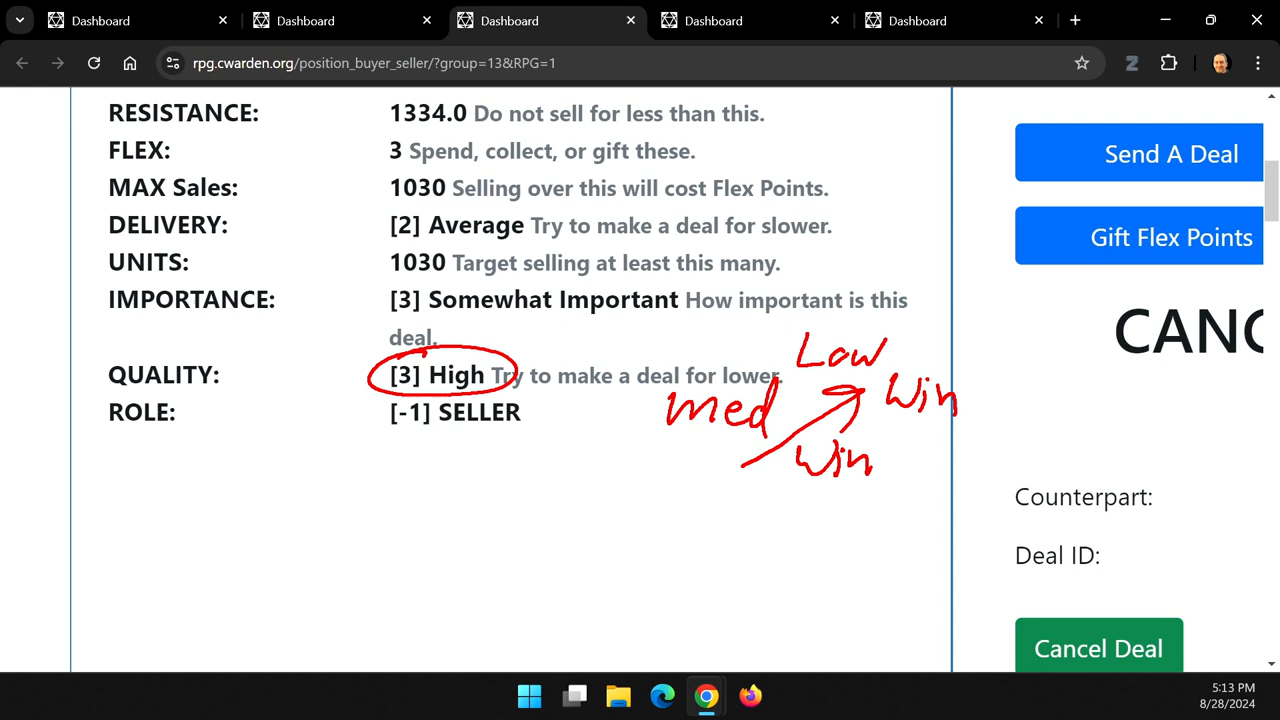 Dashboard
Dashboard
Dashboard
Dashboard
Dashboard
rpg.cwarden.org/position_buyer_seller/?group=13&RPG=1
RESISTANCE: 1334.0 Do not sell for less than this.
FLEX: 3 Spend, collect, or gift these.
MAX Sales: 1030 Selling over this will cost Flex Points.
DELIVERY: [2] Average Try to make a deal for slower.
UNITS: 1030 Target selling at least this many.
IMPORTANCE: [3] Somewhat Important How important is this
deal.
QUALITY: [3] High Try to make a deal for lower.
ROLE: [-1] SELLER
Low
med
Win
Win
Send A Deal
Gift Flex Points
CANC
Counterpart:
Deal ID:
Cancel Deal
5:13 PM
8/28/2024